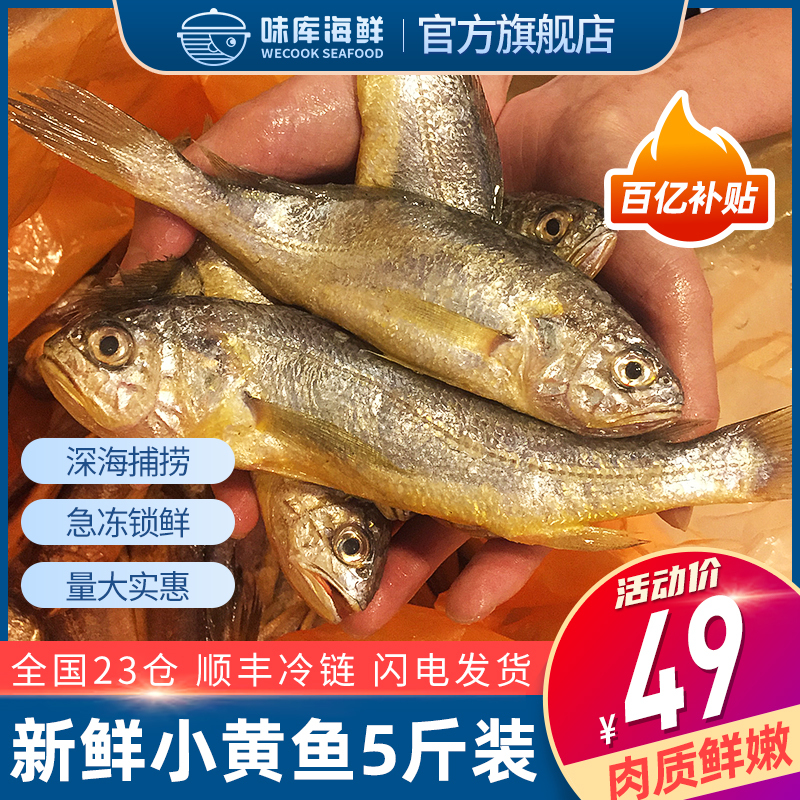 味库海鲜
WECOOK SEAFOOD
官方旗舰店
百亿补贴
深海捕捞
急冻锁鲜
量大实惠
全国23仓 顺丰冷链 闪电发货
新鲜小黄鱼5斤装
活动价
¥49
肉质鲜嫩